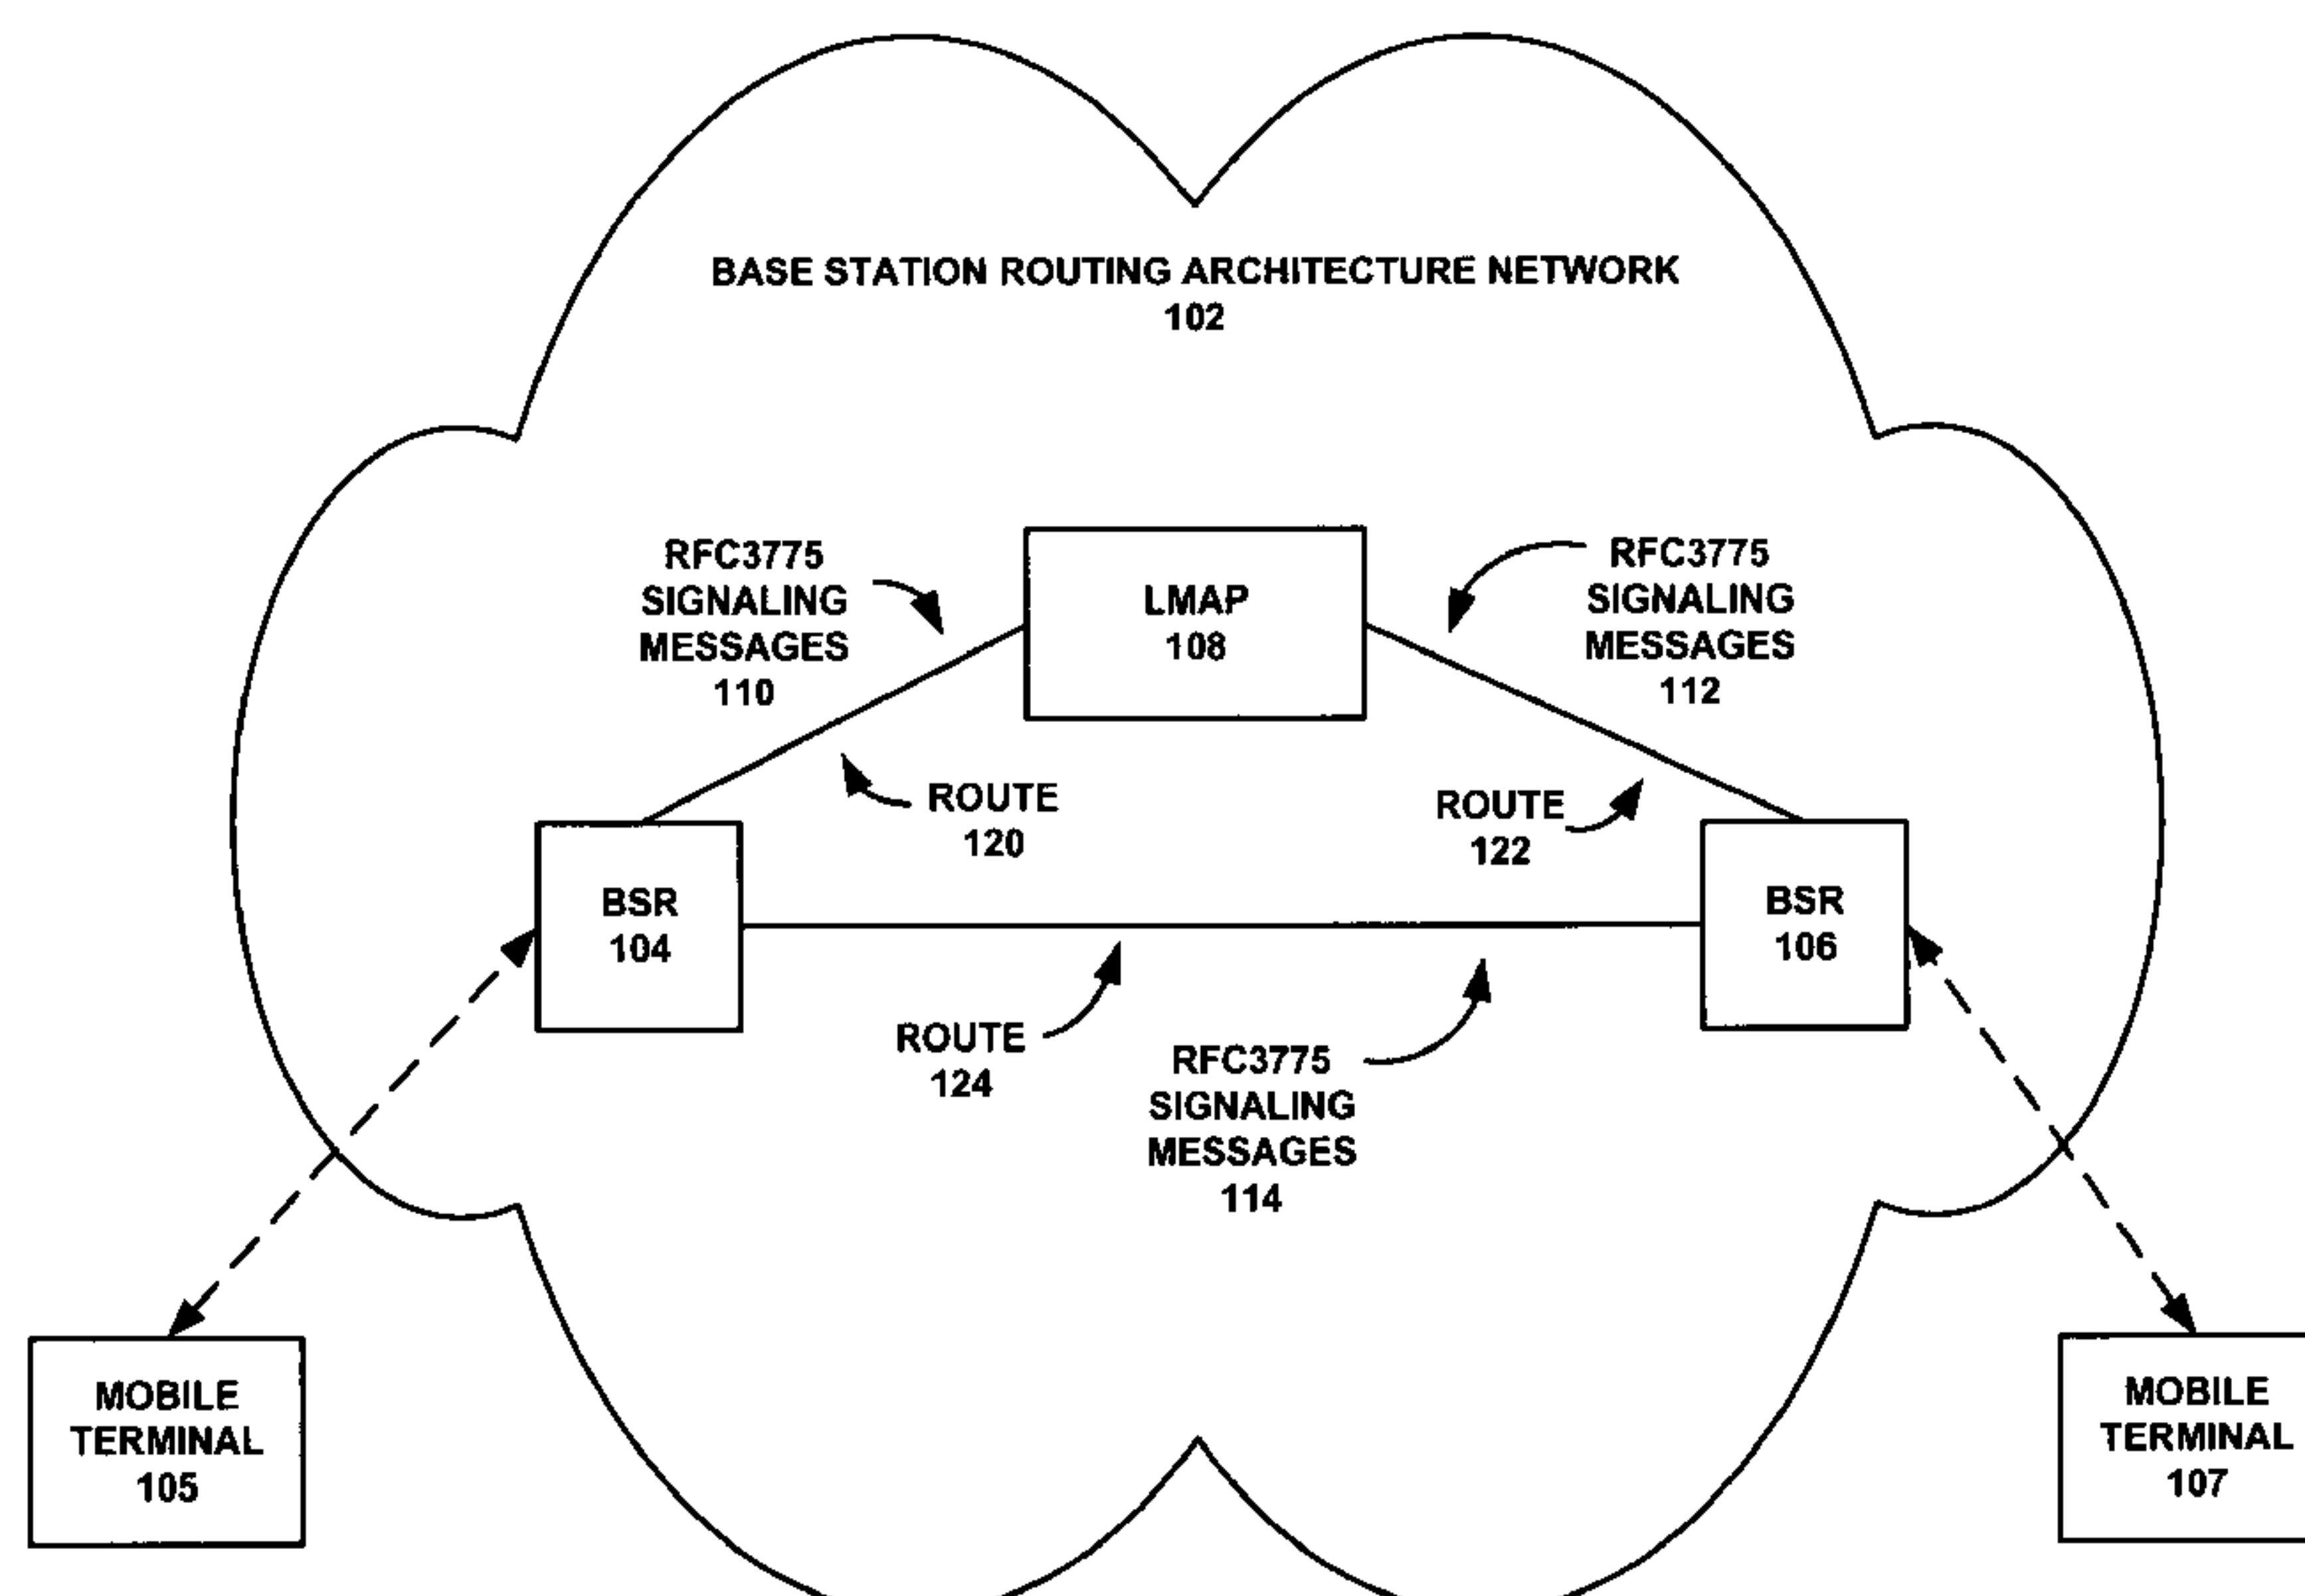 BASE STATION ROUTING ARCHITECTURE NETWORK
102
RFC3775
SIGNALING
MESSAGES
110
LMAP
108
RFC3775
SIGNALING
MESSAGES
112
ROUTE
120
ROUTE
122
BSR
104
BSR
106
ROUTE
124
RFC3775
SIGNALING
MESSAGES
114
MOBILE
TERMINAL
105
MOBILE
TERMINAL
107